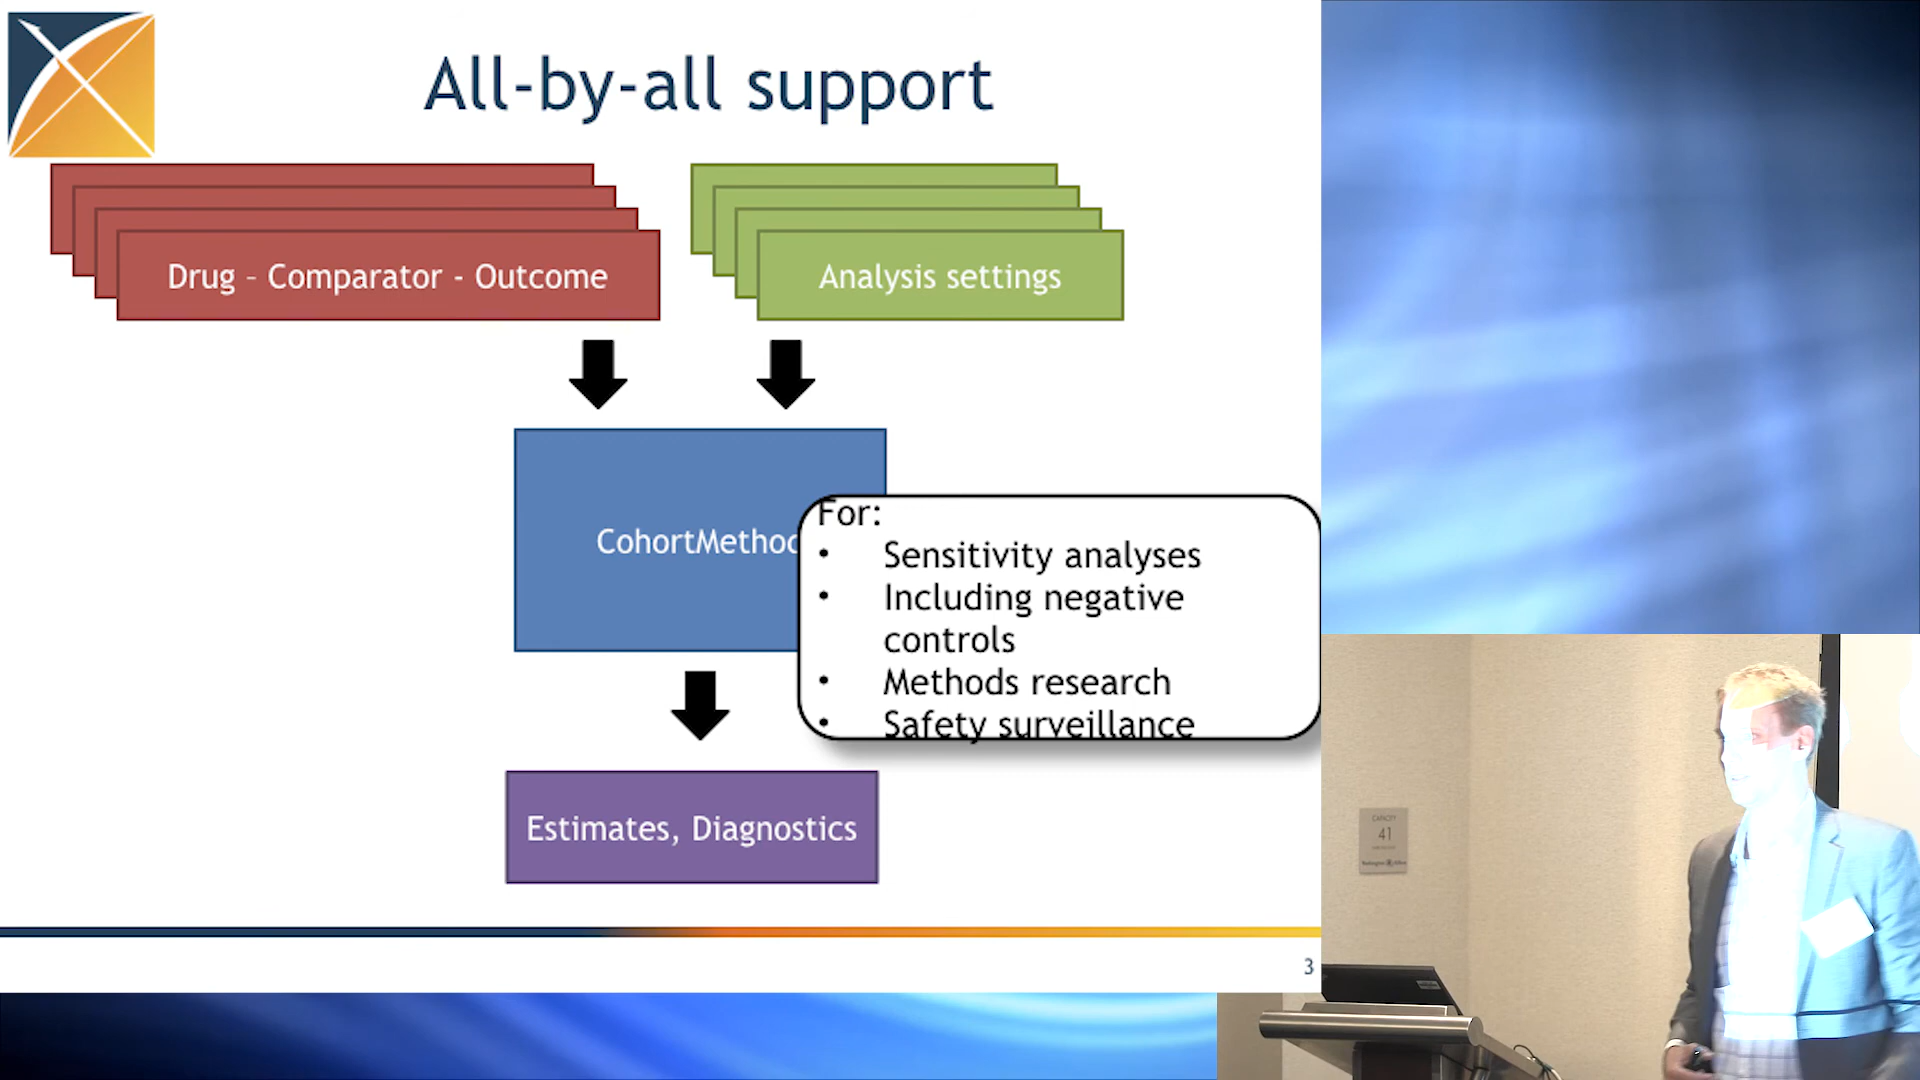 All-by-all support
Drug – Comparator - Outcome
Analysis settings
CohortMethod
For:
• Sensitivity analyses
• Including negative
controls
• Methods research
• Safety surveillance
Estimates, Diagnostics
3
CAPACITY
41